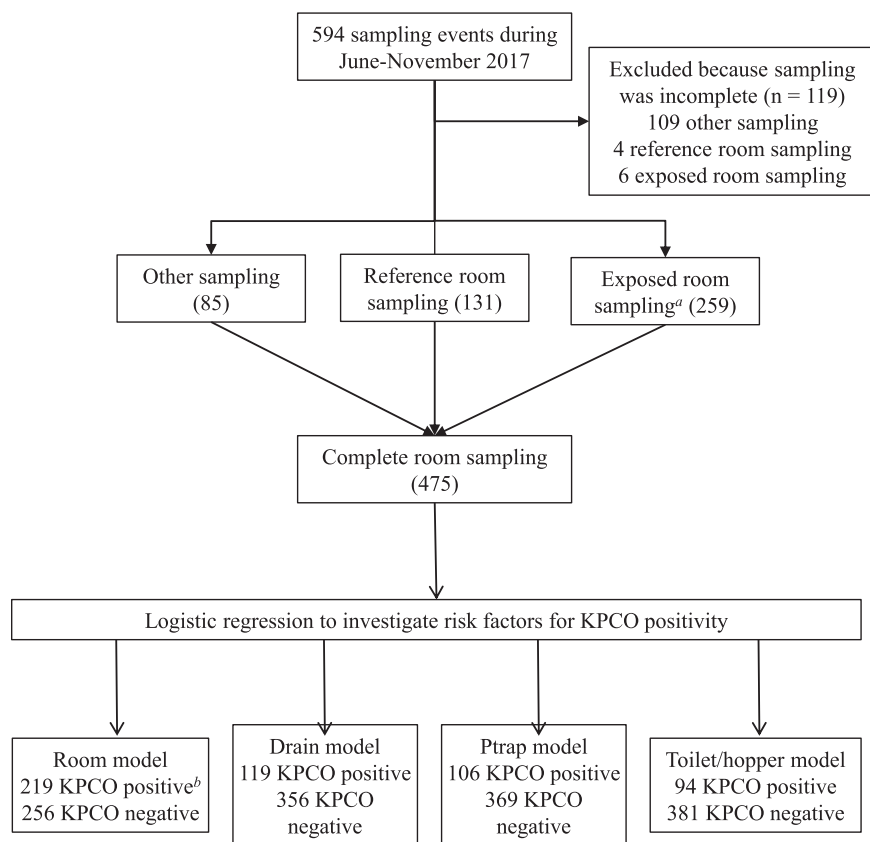 594 sampling events during
June-November 2017
Excluded because sampling
was incomplete (n = 119)
109 other sampling
4 reference room sampling
6 exposed room sampling
Other sampling
(85)
Reference room
sampling (131)
Exposed room
samplingᵃ (259)
Complete room sampling
(475)
Logistic regression to investigate risk factors for KPCO positivity
Room model
219 KPCO positiveᵇ
256 KPCO negative
Drain model
119 KPCO positive
356 KPCO
negative
Ptrap model
106 KPCO positive
369 KPCO
negative
Toilet/hopper model
94 KPCO positive
381 KPCO negative